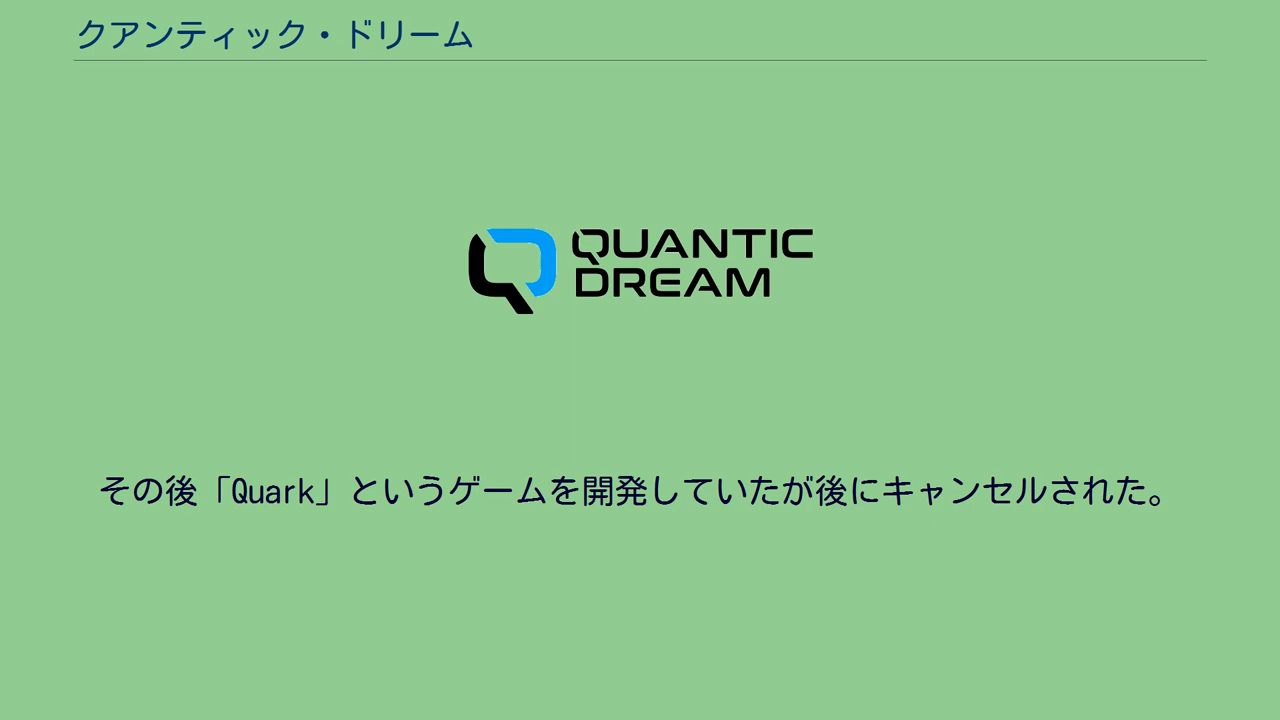 クアンティック・ドリーム
QUANTIC
DREAM
その後「Quark」というゲームを開発していたが後にキャンセルされた。